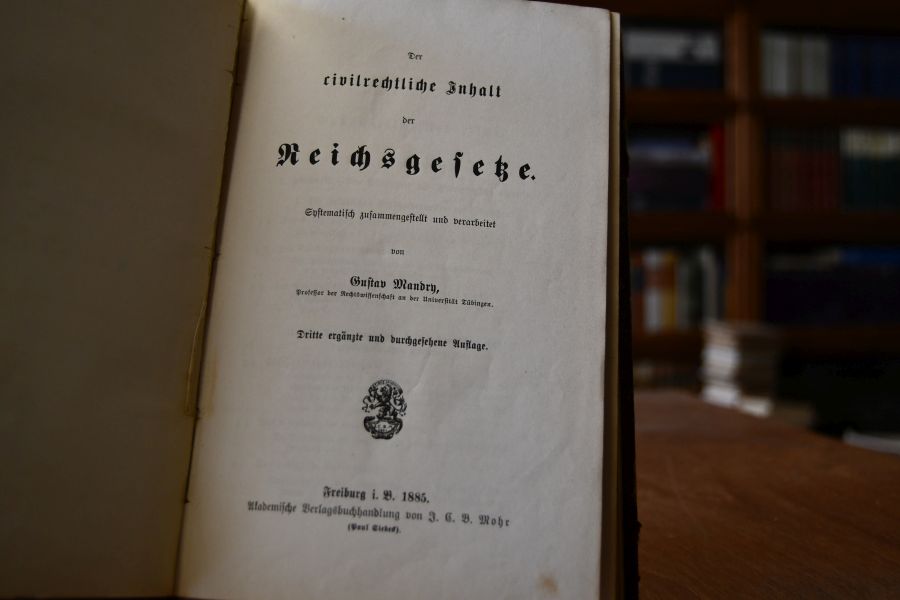 Der
civilrechtliche Inhalt
der
Reichsgesetze.
Systematisch zusammengestellt und verarbeitet
von
Gustav Mandry,
Professor der Rechtswissenschaft an der Universität Tübingen.
Dritte ergänzte und durchgesehene Auflage.
Freiburg i. B. 1885.
Akademische Verlagsbuchhandlung von J. C. B. Mohr
(Paul Siebeck).